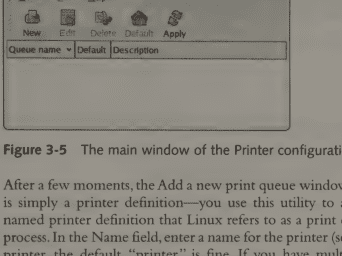 New Edit Delete Default Apply
Queue name Default Description
Figure 3-5 The main window of the Printer configurati
After a few moments, the Add a new print queue window
is simply a printer definition—you use this utility to a
named printer definition that Linux refers to as a print
process. In the Name field, enter a name for the printer (s
printer, the default “printer” is fine. If you have mult